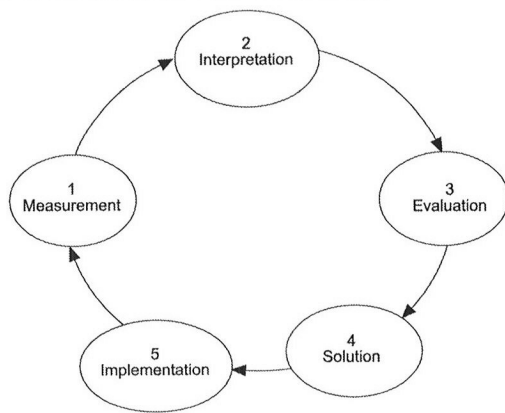 1
Measurement
2
Interpretation
3
Evaluation
4
Solution
5
Implementation